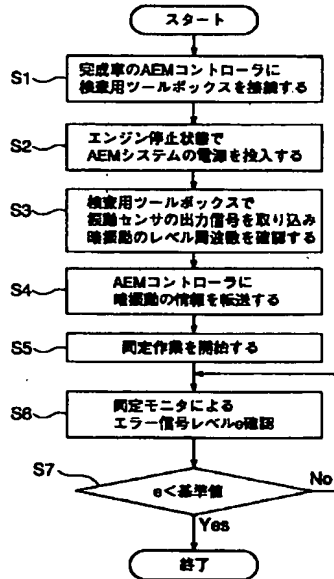 スタート
S1
完成車のAEMコントローラに
検査用ツールボックスを接続する
S2
エンジン停止状態で
AEMシステムの電源を投入する
S3
検査用ツールボックスで
振動センサの出力信号を取り込み
暗振動のレベル周波数を確認する
S4
AEMコントローラに
暗振動の情報を転送する
S5
同定作業を開始する
S6
同定モニタによる
エラー信号レベルe確認
S7
e<基準値
No
Yes
終了